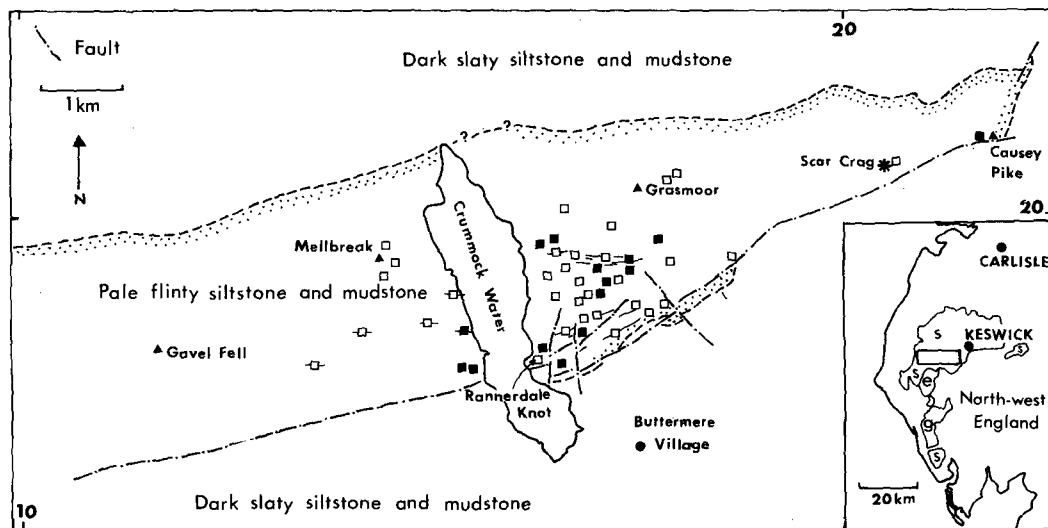 20
Fault
Dark slaty siltstone and mudstone
1km
N
? ?
Scar Crag
Causey
Pike
Grasmoor
20
Mellbreak
Crummock Water
CARLISLE
Pale flinty siltstone and mudstone
Gavel Fell
S
KESWICK
S
S
e
Rannerdale
Knot
North-west
England
g
Buttermere
Village
S
20km
Dark slaty siltstone and mudstone
10